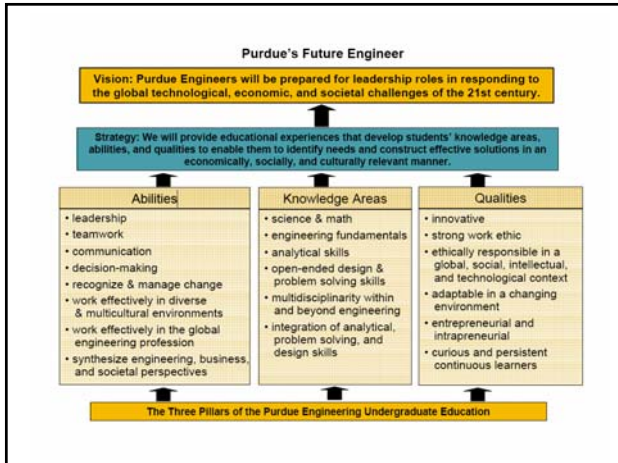 Purdue's Future Engineer
Vision: Purdue Engineers will be prepared for leadership roles in responding to
the global technological, economic, and societal challenges of the 21st century.
Strategy: We will provide educational experiences that develop students' knowledge areas,
abilities, and qualities to enable them to identify needs and construct effective solutions in an
economically, socially, and culturally relevant manner.
Abilities
• leadership
• teamwork
• communication
• decision-making
• recognize & manage change
• work effectively in diverse
& multicultural environments
• work effectively in the global
engineering profession
• synthesize engineering, business,
and societal perspectives
Knowledge Areas
• science & math
• engineering fundamentals
• analytical skills
• open-ended design &
problem solving skills
• multidisciplinarity within
and beyond engineering
• integration of analytical,
problem solving, and
design skills
Qualities
• innovative
• strong work ethic
• ethically responsible in a
global, social, intellectual,
and technological context
• adaptable in a changing
environment
• entrepreneurial and
intrapreneurial
• curious and persistent
continuous learners
The Three Pillars of the Purdue Engineering Undergraduate Education